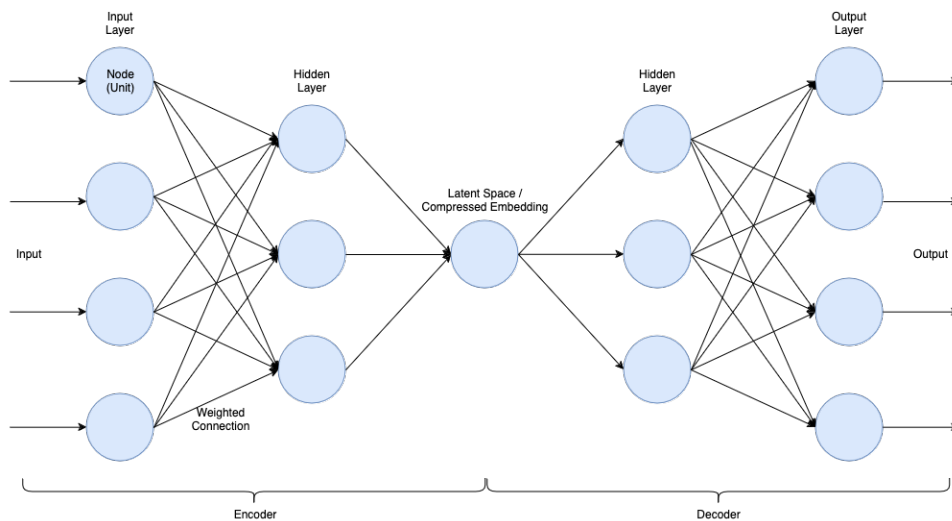 Input
Layer
Output
Layer
Node
(Unit)
Hidden
Layer
Hidden
Layer
Latent Space /
Compressed Embedding
Input
Output
Weighted
Connection
Encoder
Decoder